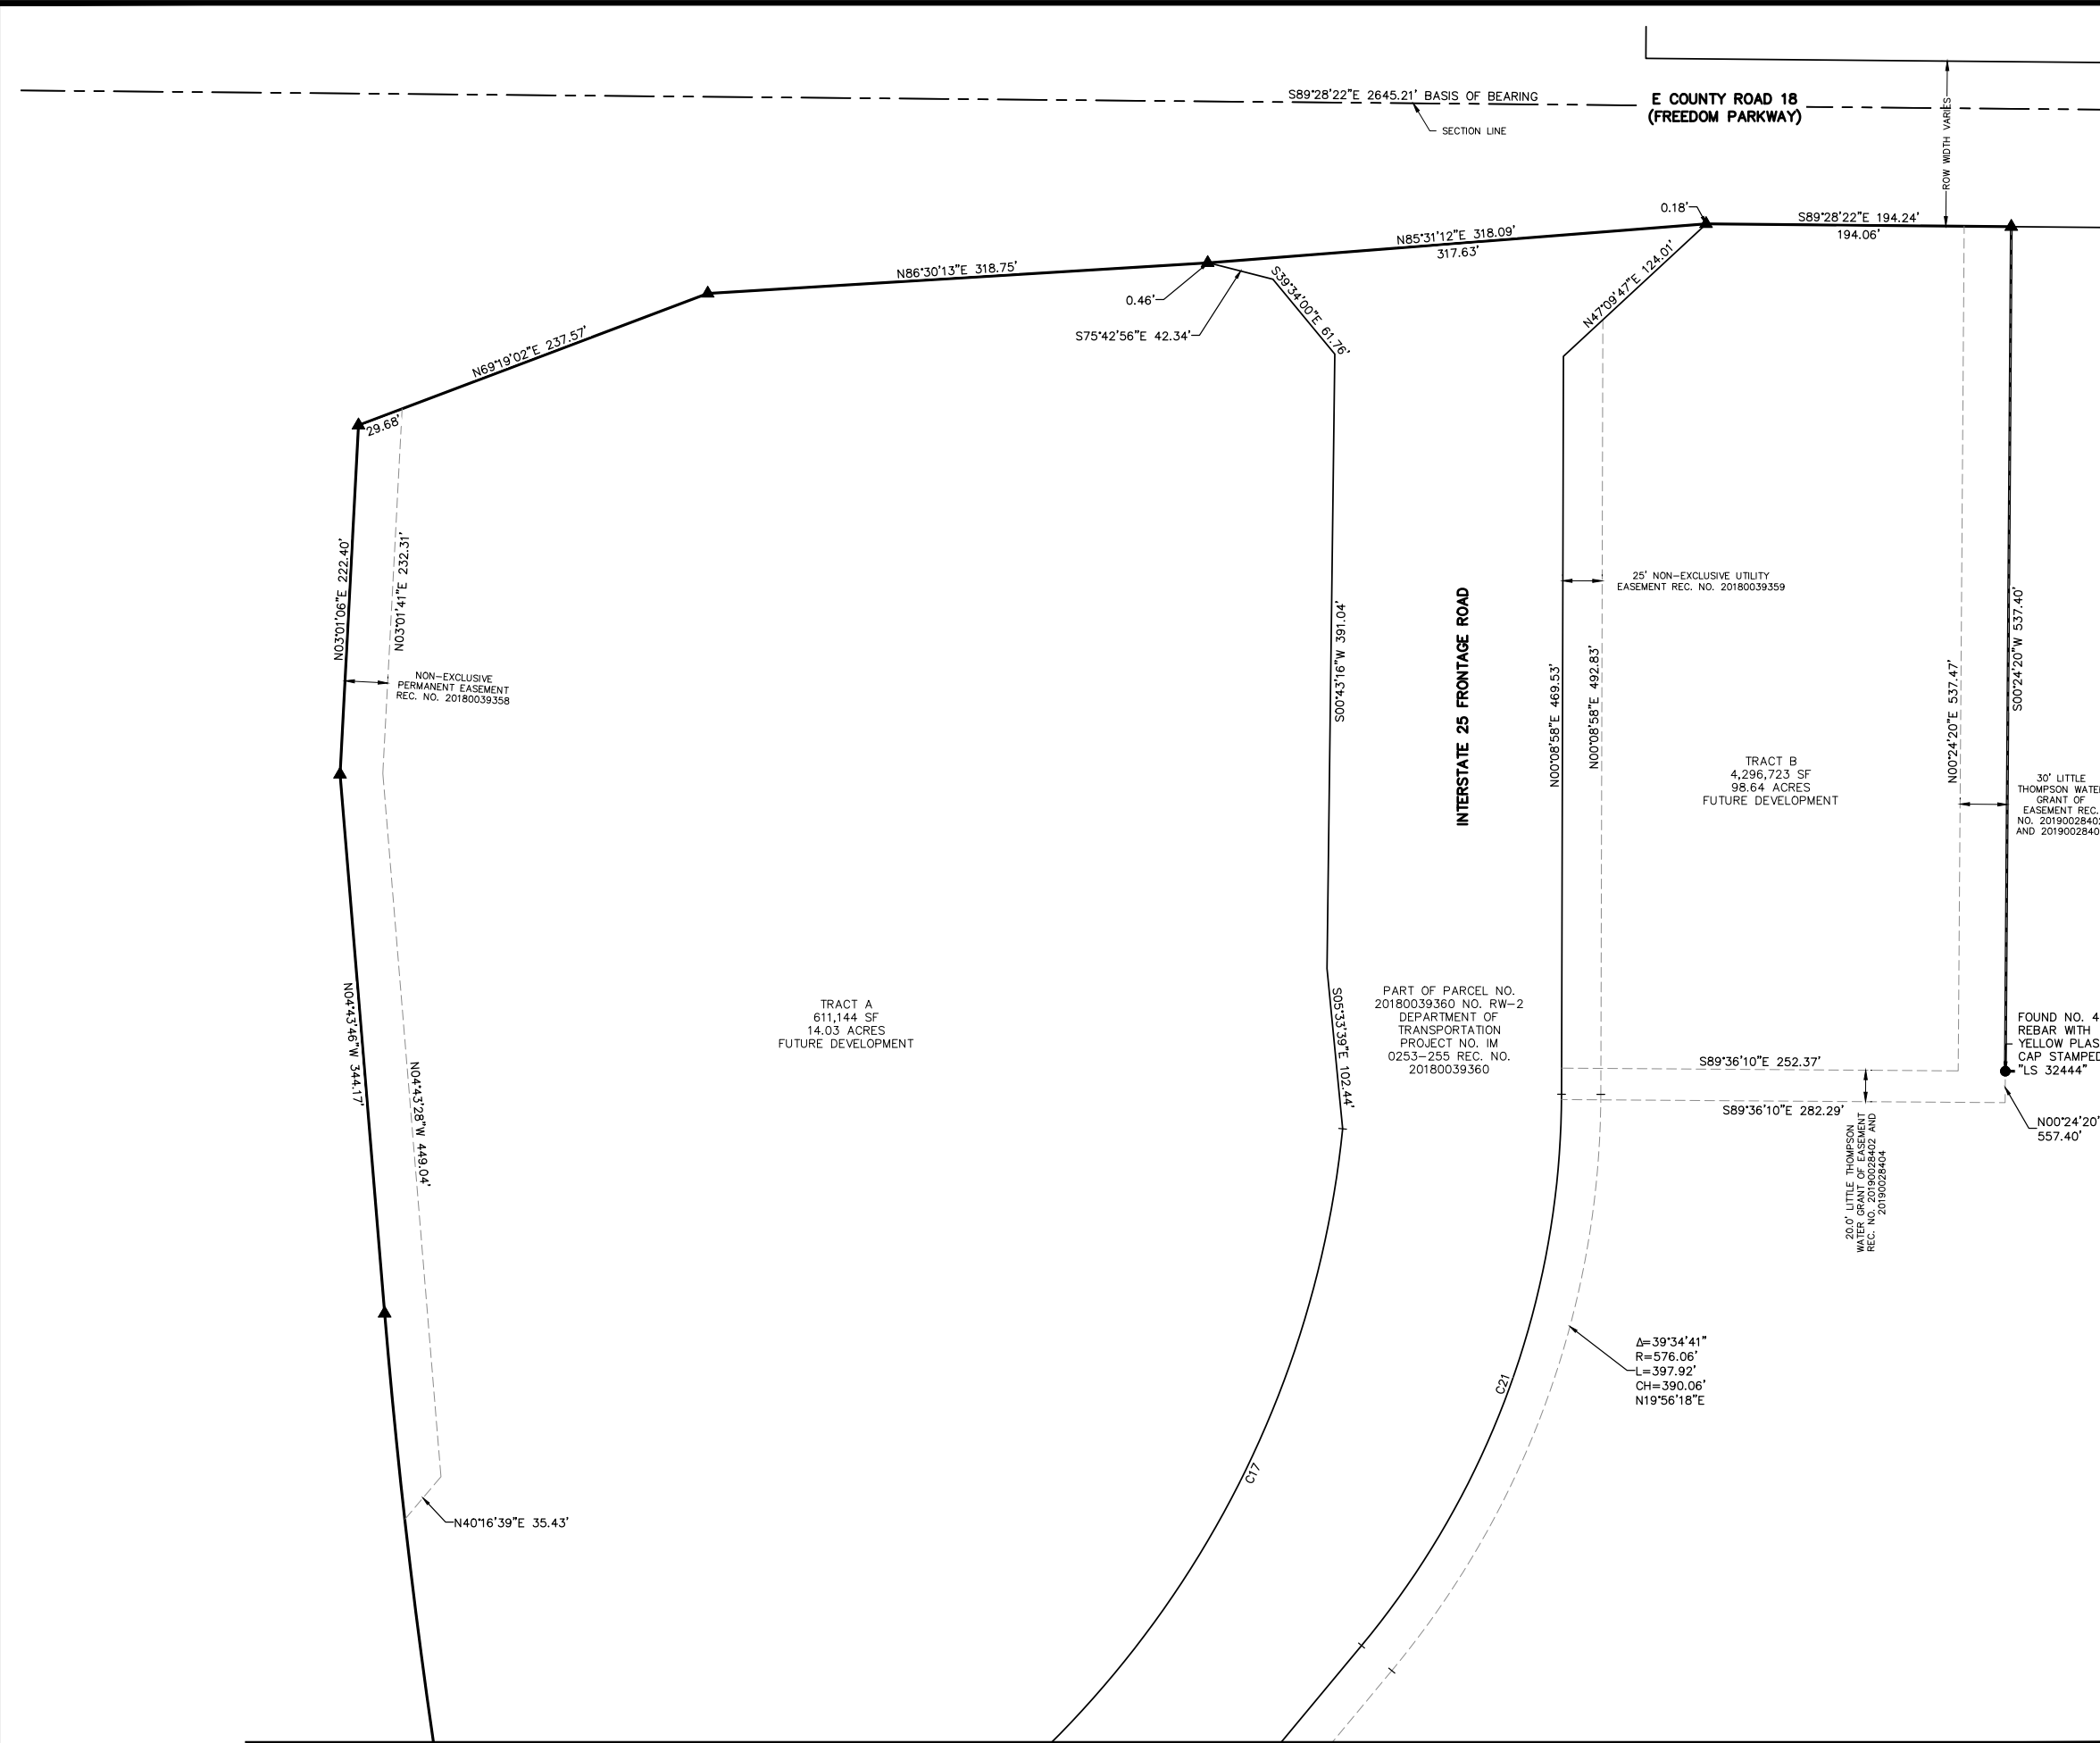 S89°28'22"E 2645.21' BASIS OF BEARING
SECTION LINE
E COUNTY ROAD 18
(FREEDOM PARKWAY)
ROW WIDTH VARIES
0.18'
S89°28'22"E 194.24'
194.06'
N85°31'12"E 318.09'
317.63'
N86°30'13"E 318.75'
0.46'
S75°42'56"E 42.34'
S39°34'00"E 61.76'
N47°09'47"E 124.01'
N69°19'02"E 237.57'
29.68'
N03°01'06"E 222.40'
N03°01'41"E 232.31'
NON-EXCLUSIVE
PERMANENT EASEMENT
REC. NO. 20180039358
S00°43'16"W 391.04'
INTERSTATE 25 FRONTAGE ROAD
N00°08'58"E 469.53'
N00°08'58"E 492.83'
25' NON-EXCLUSIVE UTILITY
EASEMENT REC. NO. 20180039359
TRACT B
4,296,723 SF
98.64 ACRES
FUTURE DEVELOPMENT
N00°24'20"E 537.47'
S00°24'20"W 537.40'
30' LITTLE
THOMPSON WATE
GRANT OF
EASEMENT REC.
NO. 2019002840
AND 2019002840
N04°43'46"W 344.17'
N04°43'28"W 449.04'
TRACT A
611,144 SF
14.03 ACRES
FUTURE DEVELOPMENT
S05°33'39"E 102.44'
PART OF PARCEL NO.
20180039360 NO. RW-2
DEPARTMENT OF
TRANSPORTATION
PROJECT NO. IM
0253-255 REC. NO.
20180039360
S89°36'10"E 252.37'
S89°36'10"E 282.29'
20.0' LITTLE THOMPSON
WATER GRANT OF EASEMENT
REC. NO. 20190028402 AND
20190028404
FOUND NO. 4
REBAR WITH
YELLOW PLAS
CAP STAMPED
"LS 32444"
N00°24'20"
557.40'
Δ=39°34'41"
R=576.06'
L=397.92'
CH=390.06'
N19°56'18"E
C21
C17
N40°16'39"E 35.43'